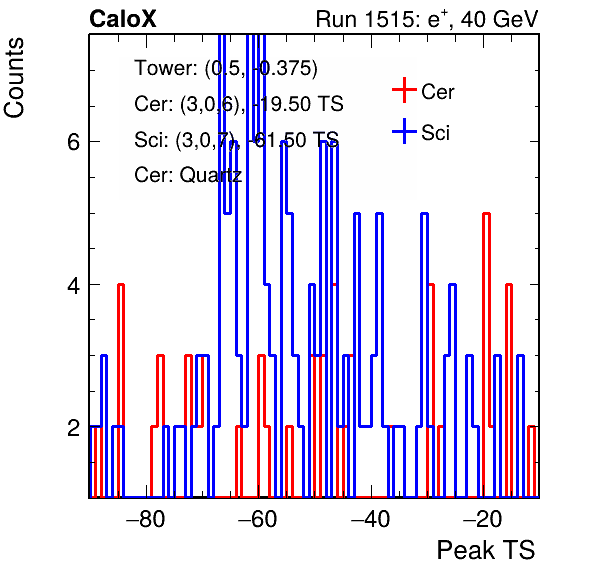 CaloX Run 1515: e⁺, 40 GeV
Counts
Tower: (0.5, -0.375)
Cer: (3,0,6), -19.50 TS
Sci: (3,0,7), -61.50 TS
Cer: Quartz
Cer
Sci
6
4
2
−80 −60 −40 −20
Peak TS